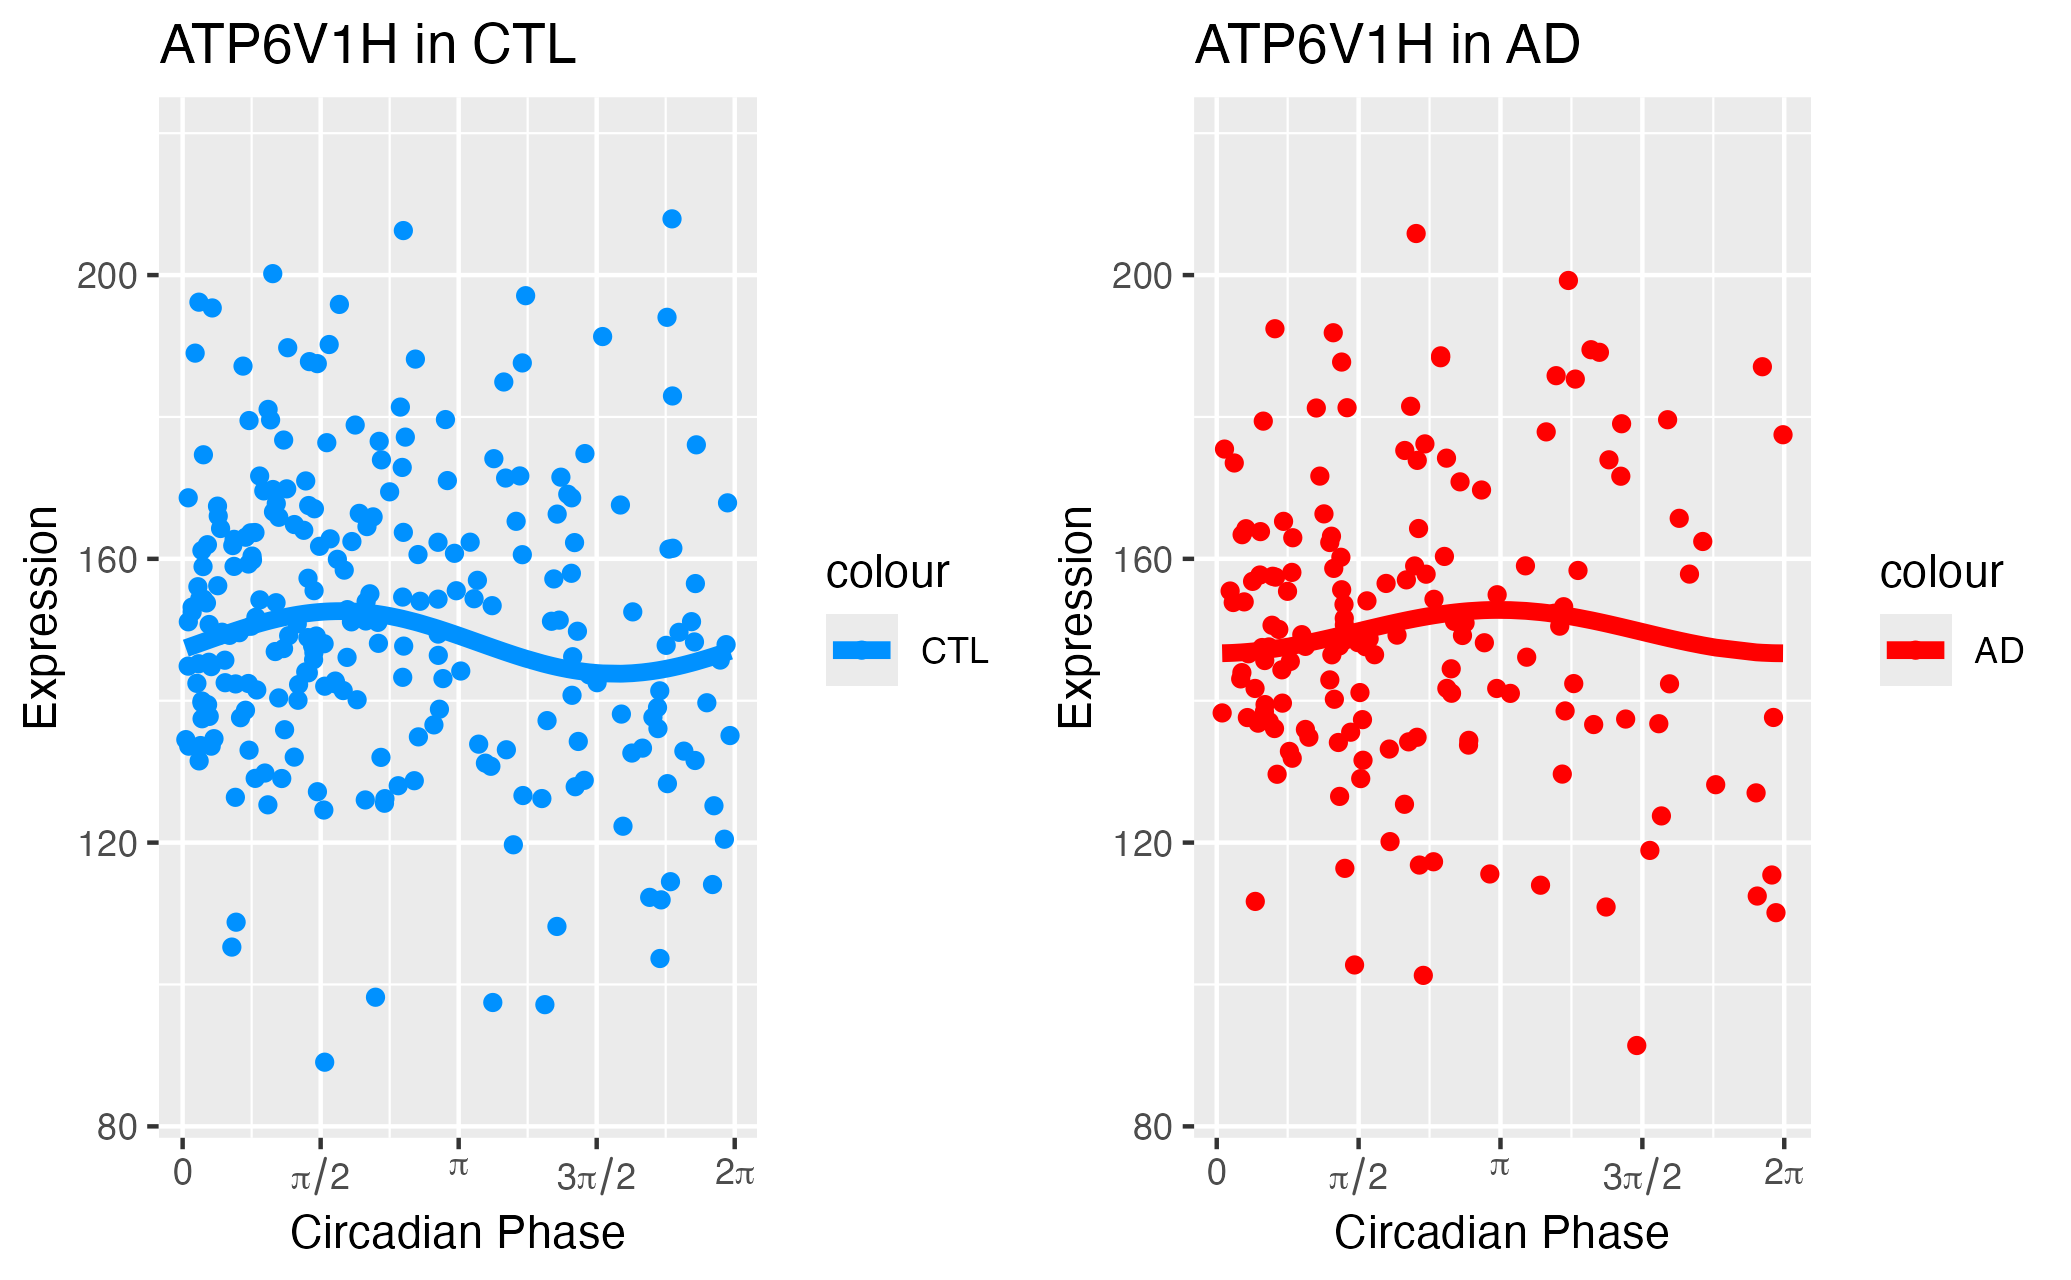 ATP6V1H in CTL
Expression
200
160
120
80
0 π/2 π 3π/2 2π
Circadian Phase
colour
CTL
ATP6V1H in AD
Expression
200
160
120
80
0 π/2 π 3π/2 2π
Circadian Phase
colour
AD